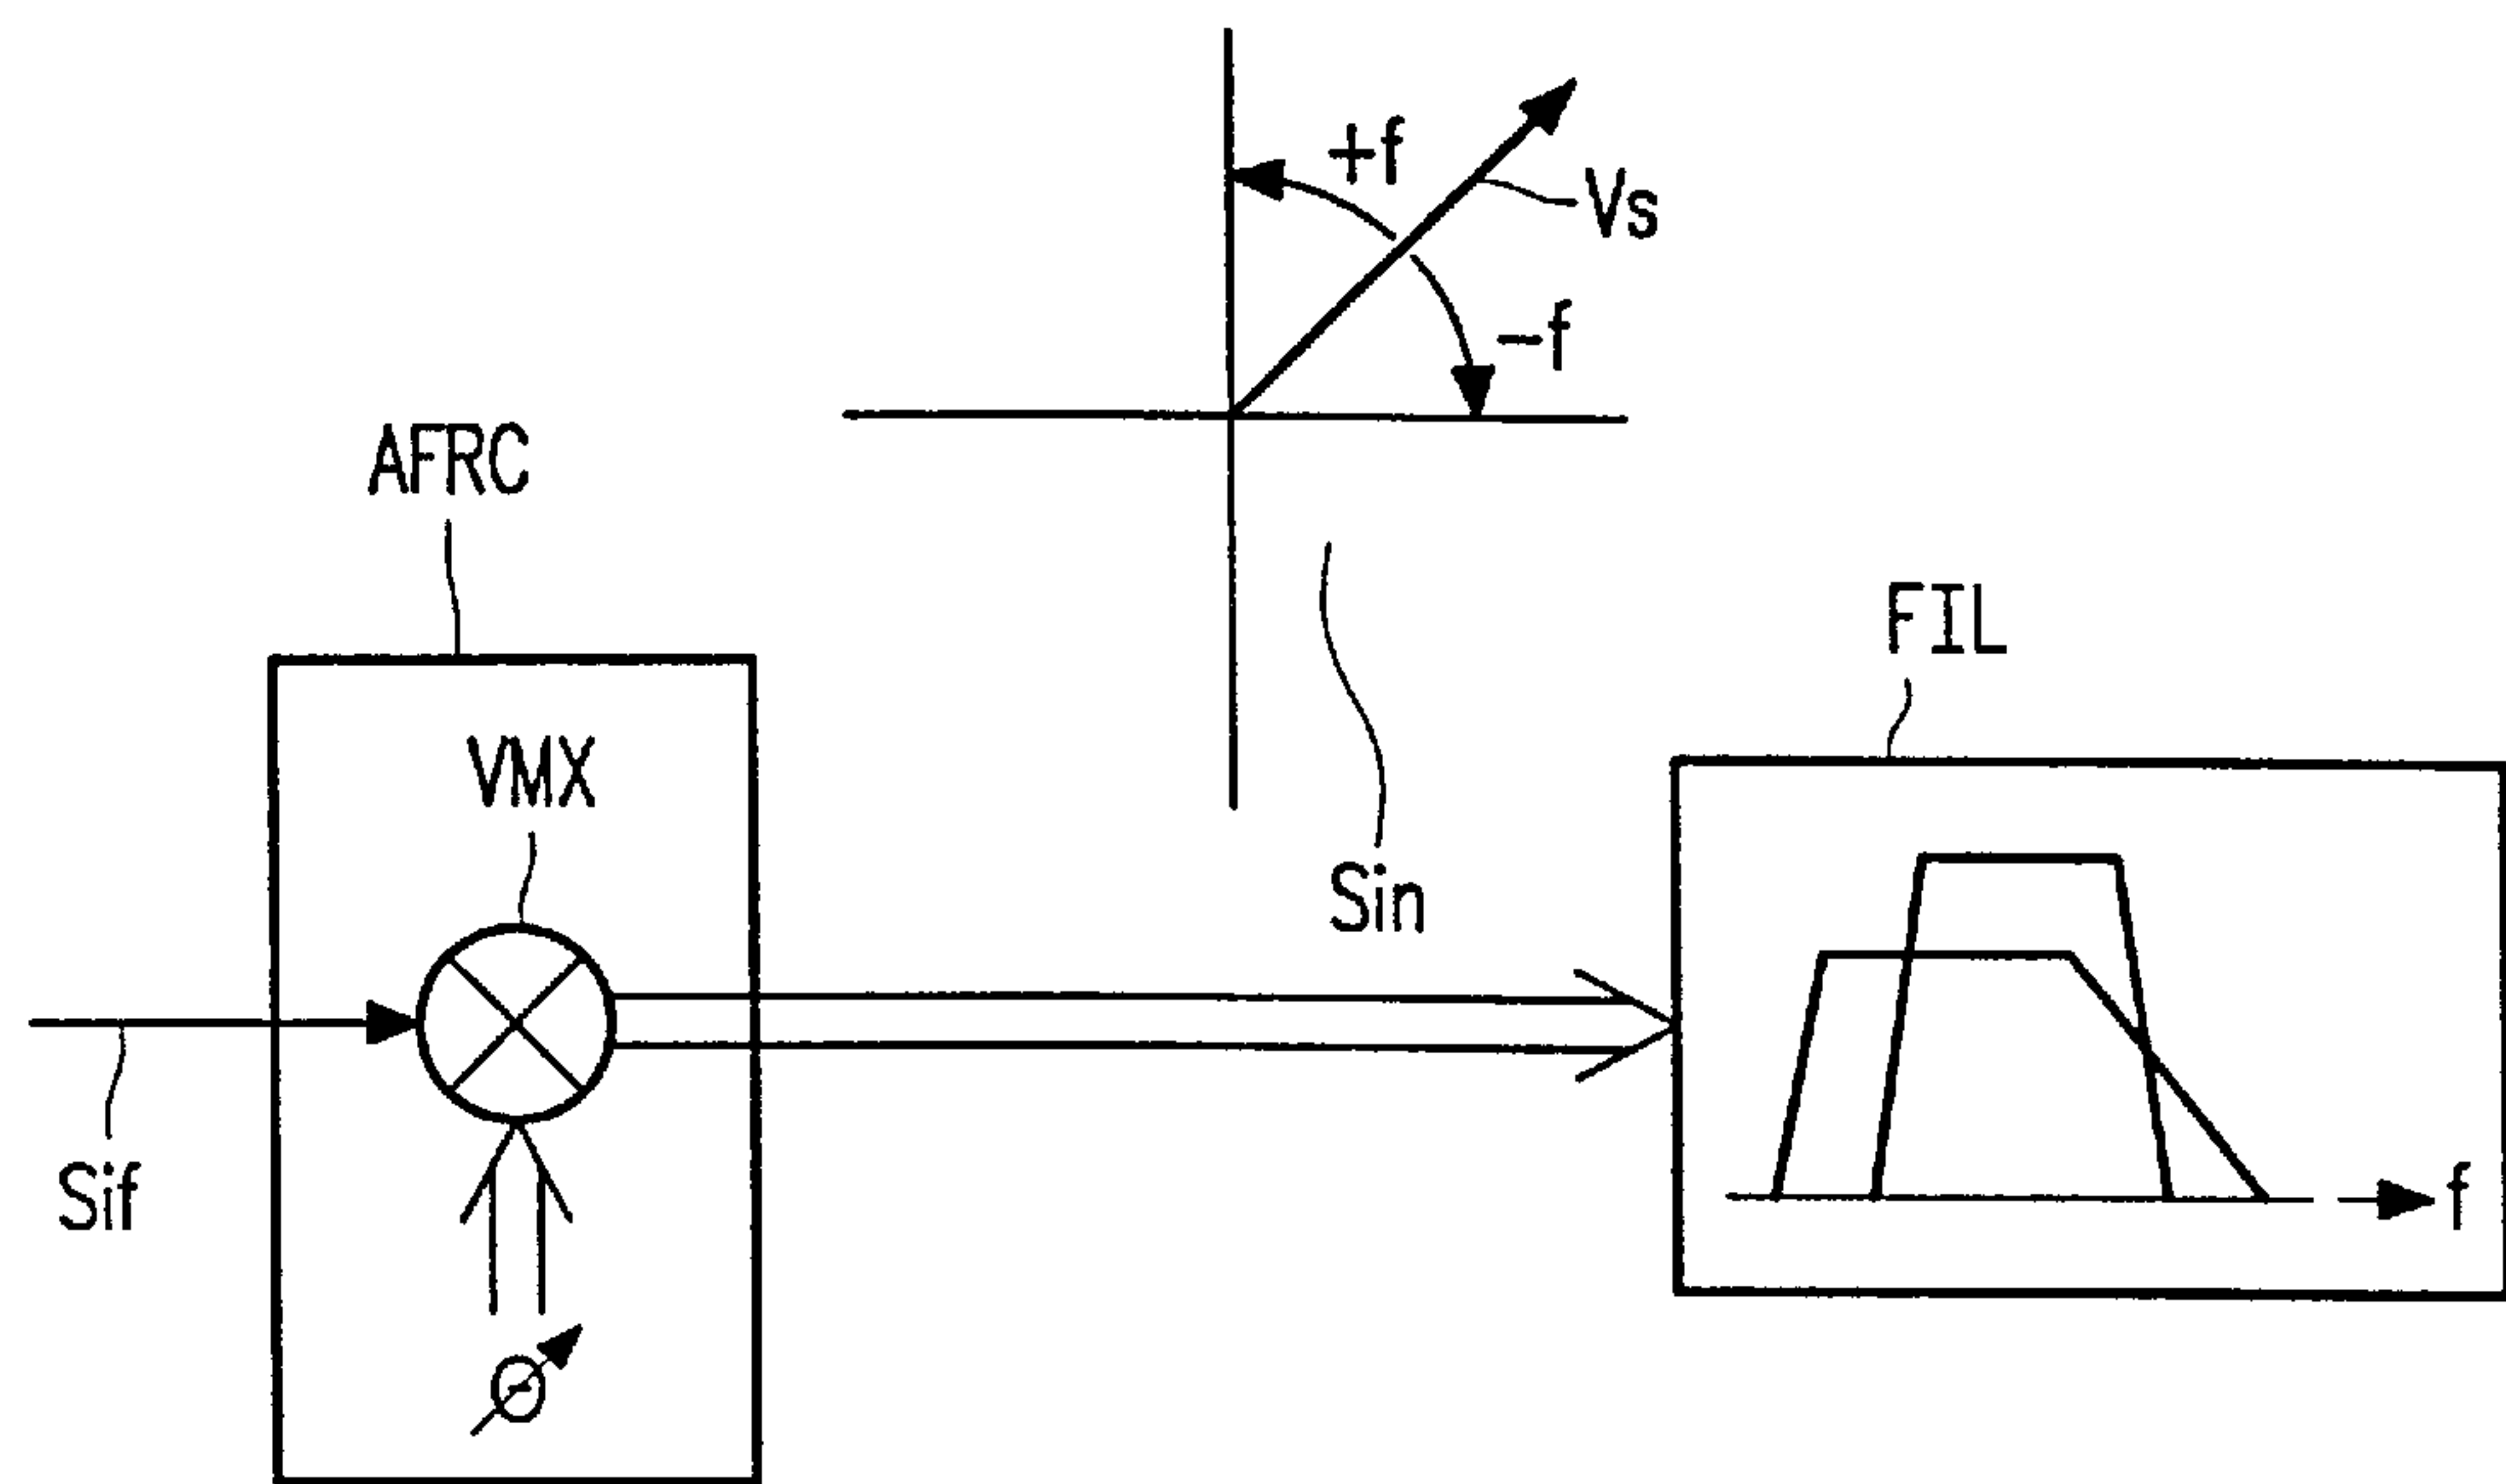 +f
Vs
-f
AFRC
FIL
VMX
Sin
Sif
f
θ